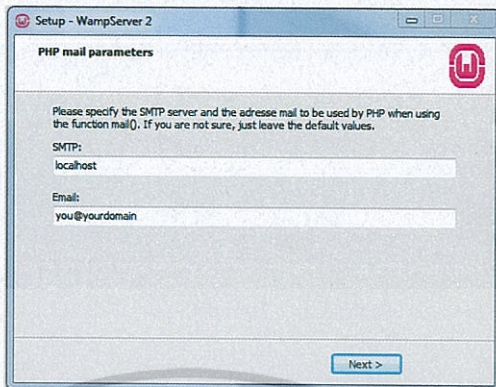 Setup - WampServer 2
PHP mail parameters
Please specify the SMTP server and the adresse mail to be used by PHP when using
the function mail(). If you are not sure, just leave the default values.
SMTP:
localhost
Email:
you@yourdomain
Next >